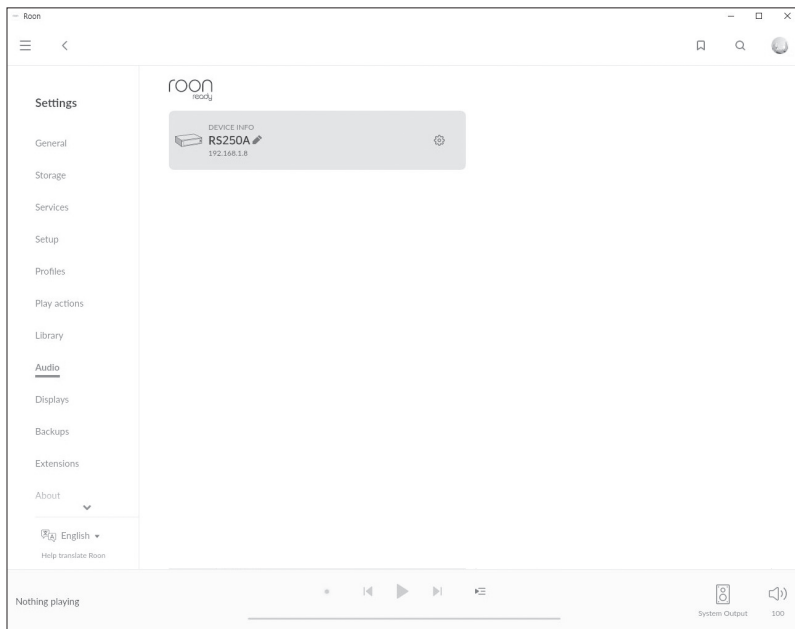 Roon
Settings
General
Storage
Services
Setup
Profiles
Play actions
Library
Audio
Displays
Backups
Extensions
About
English
Help translate Roon
roon
ready
DEVICE INFO
RS250A
192.168.1.8
Nothing playing
System Output
100